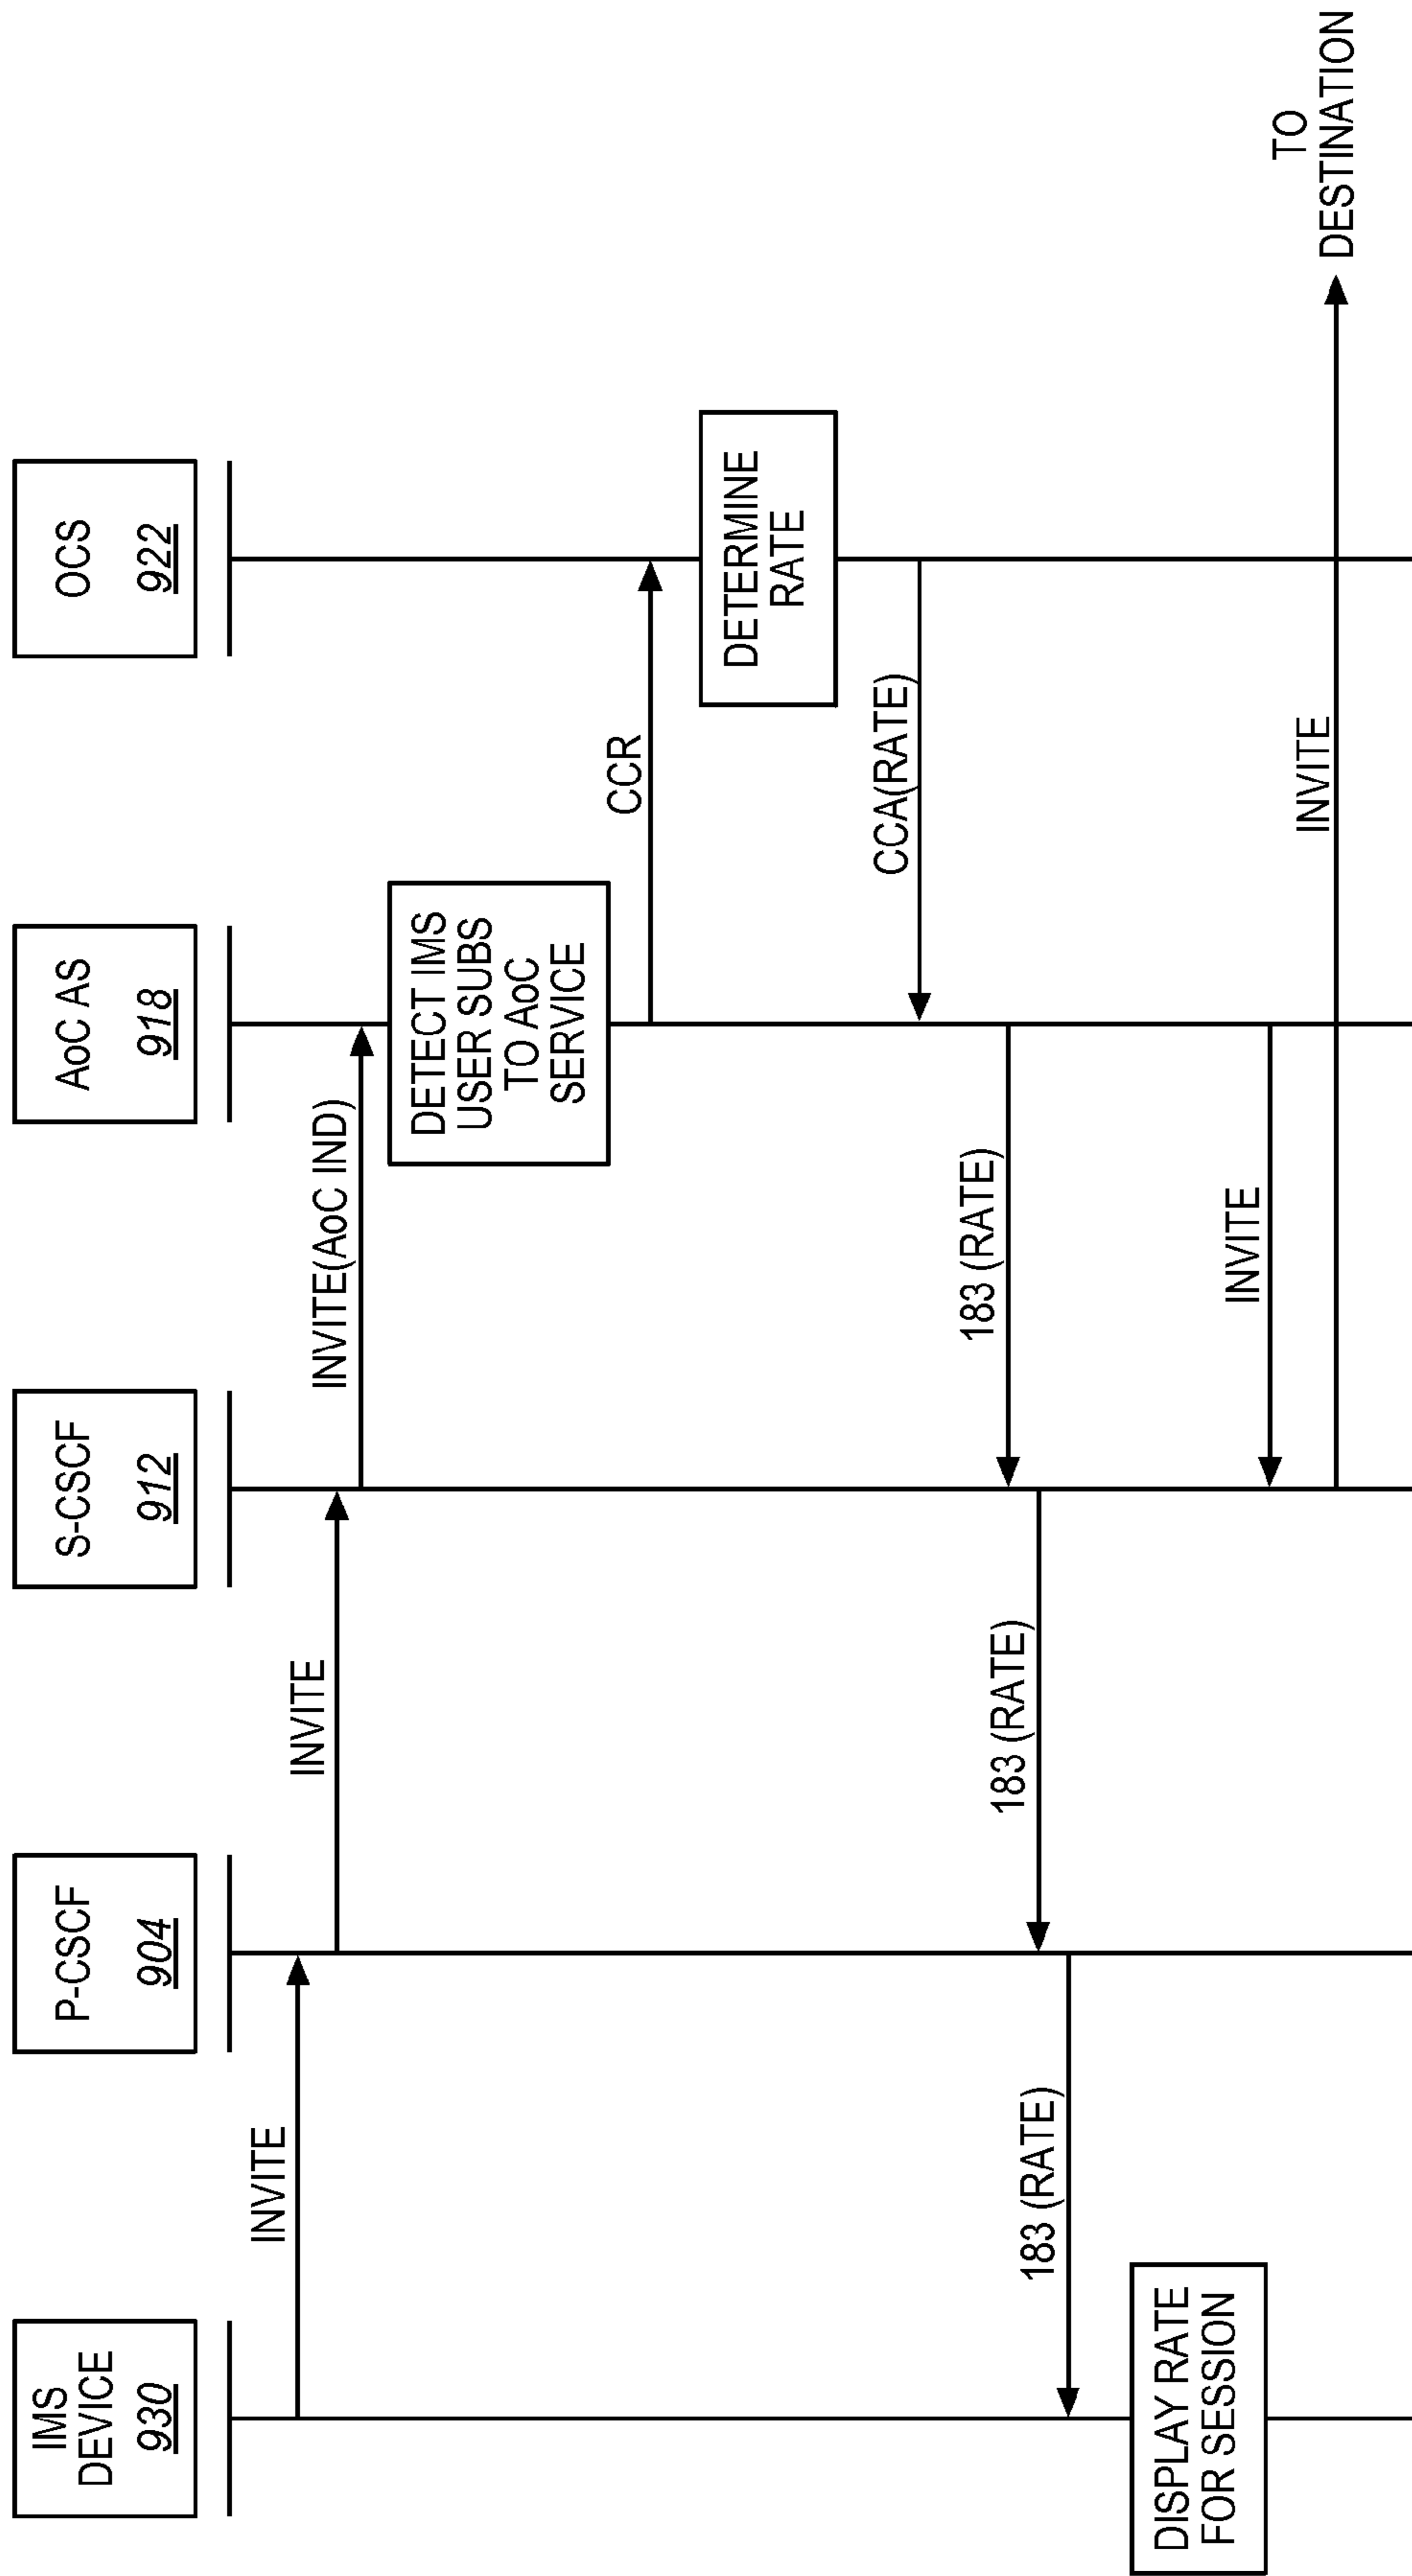 IMS
DEVICE
930
P-CSCF
904
S-CSCF
912
AoC AS
918
OCS
922
INVITE
INVITE
INVITE(AoC IND)
DETECT IMS
USER SUBS
TO AoC
SERVICE
CCR
DETERMINE
RATE
CCA(RATE)
183 (RATE)
183 (RATE)
183 (RATE)
DISPLAY RATE
FOR SESSION
INVITE
INVITE
TO
DESTINATION